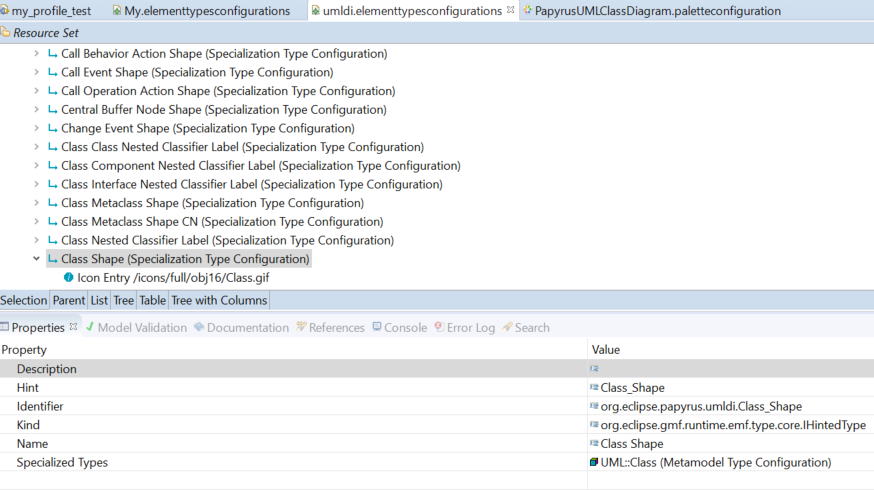 my_profile_test My.elementtypesconfigurations umldi.elementtypesconfigurations PapyrusUMLClassDiagram.paletteconfiguration
Resource Set
Call Behavior Action Shape (Specialization Type Configuration)
Call Event Shape (Specialization Type Configuration)
Call Operation Action Shape (Specialization Type Configuration)
Central Buffer Node Shape (Specialization Type Configuration)
Change Event Shape (Specialization Type Configuration)
Class Class Nested Classifier Label (Specialization Type Configuration)
Class Component Nested Classifier Label (Specialization Type Configuration)
Class Interface Nested Classifier Label (Specialization Type Configuration)
Class Metaclass Shape (Specialization Type Configuration)
Class Metaclass Shape CN (Specialization Type Configuration)
Class Nested Classifier Label (Specialization Type Configuration)
Class Shape (Specialization Type Configuration)
Icon Entry /icons/full/obj16/Class.gif
Selection Parent List Tree Table Tree with Columns
Properties Model Validation Documentation References Console Error Log Search
Property Value
Description
Hint Class_Shape
Identifier org.eclipse.papyrus.umldi.Class_Shape
Kind org.eclipse.gmf.runtime.emf.type.core.IHintedType
Name Class Shape
Specialized Types UML::Class (Metamodel Type Configuration)